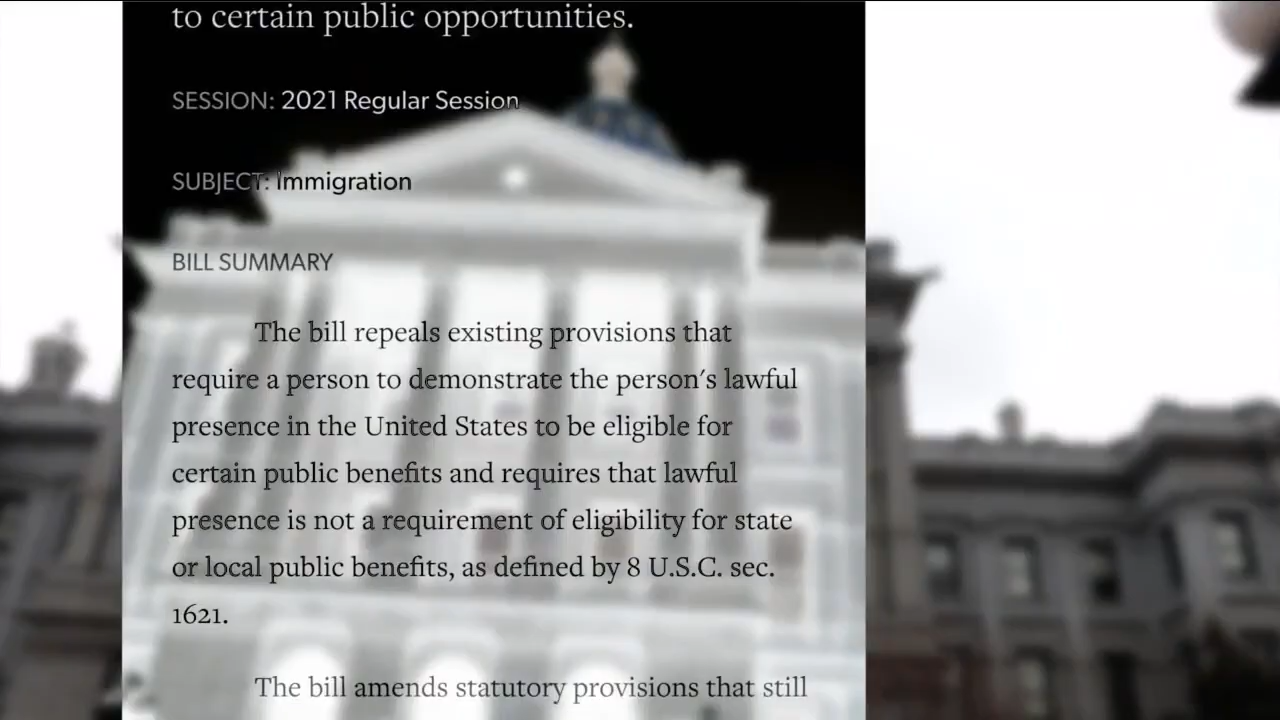 to certain public opportunities.
SESSION: 2021 Regular Session
SUBJECT: Immigration
BILL SUMMARY
The bill repeals existing provisions that
require a person to demonstrate the person's lawful
presence in the United States to be eligible for
certain public benefits and requires that lawful
presence is not a requirement of eligibility for state
or local public benefits, as defined by 8 U.S.C. sec.
1621.
The bill amends statutory provisions that still